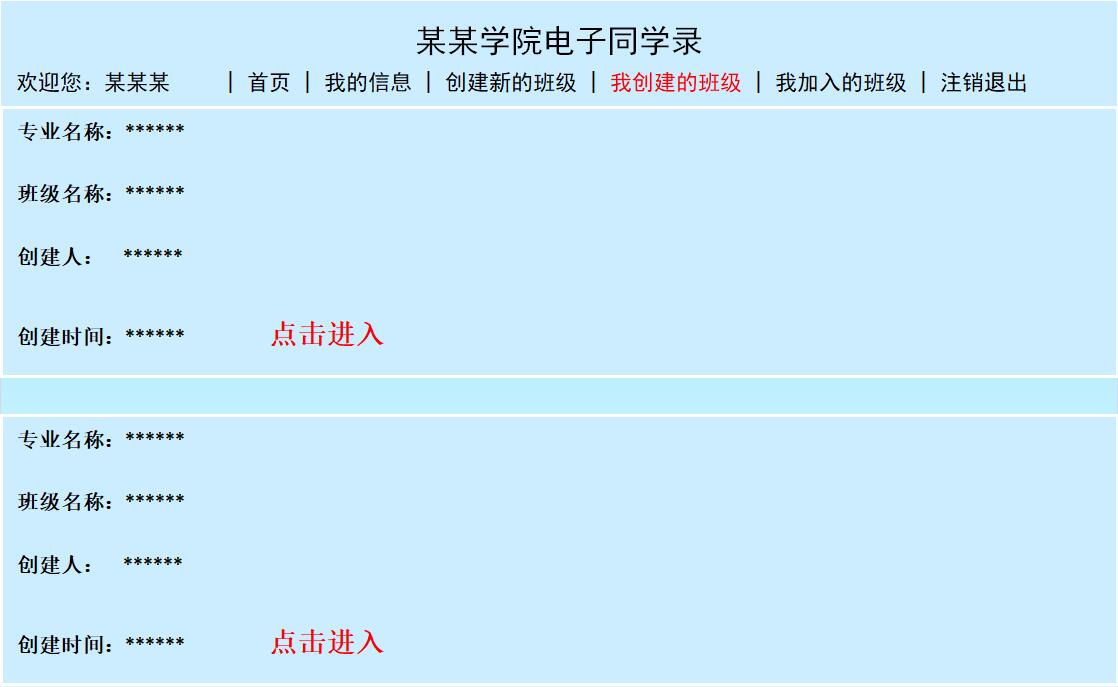 某某学院电子同学录
欢迎您：某某某 | 首页 | 我的信息 | 创建新的班级 | 我创建的班级 | 我加入的班级 | 注销退出
专业名称：******
班级名称：******
创建人： ******
创建时间：****** 点击进入
专业名称：******
班级名称：******
创建人： ******
创建时间：****** 点击进入